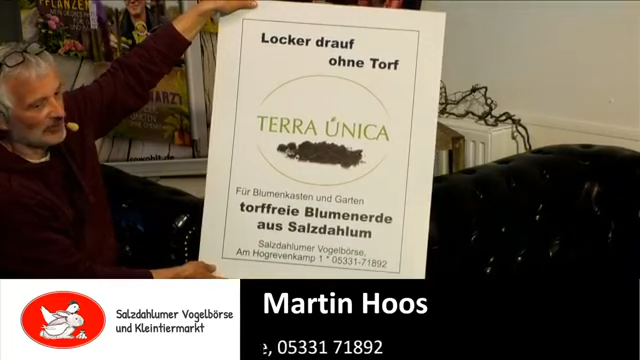 PFLANZEN
Locker drauf
ohne Torf
TERRA ÚNICA
Für Blumenkasten und Garten
torffreie Blumenerde
aus Salzdahlum
Salzdahlumer Vogelbörse,
Am Hogrevenkamp 1 * 05331-71892
Salzdahlumer Vogelbörse
und Kleintiermarkt
Martin Hoos
, 05331 71892